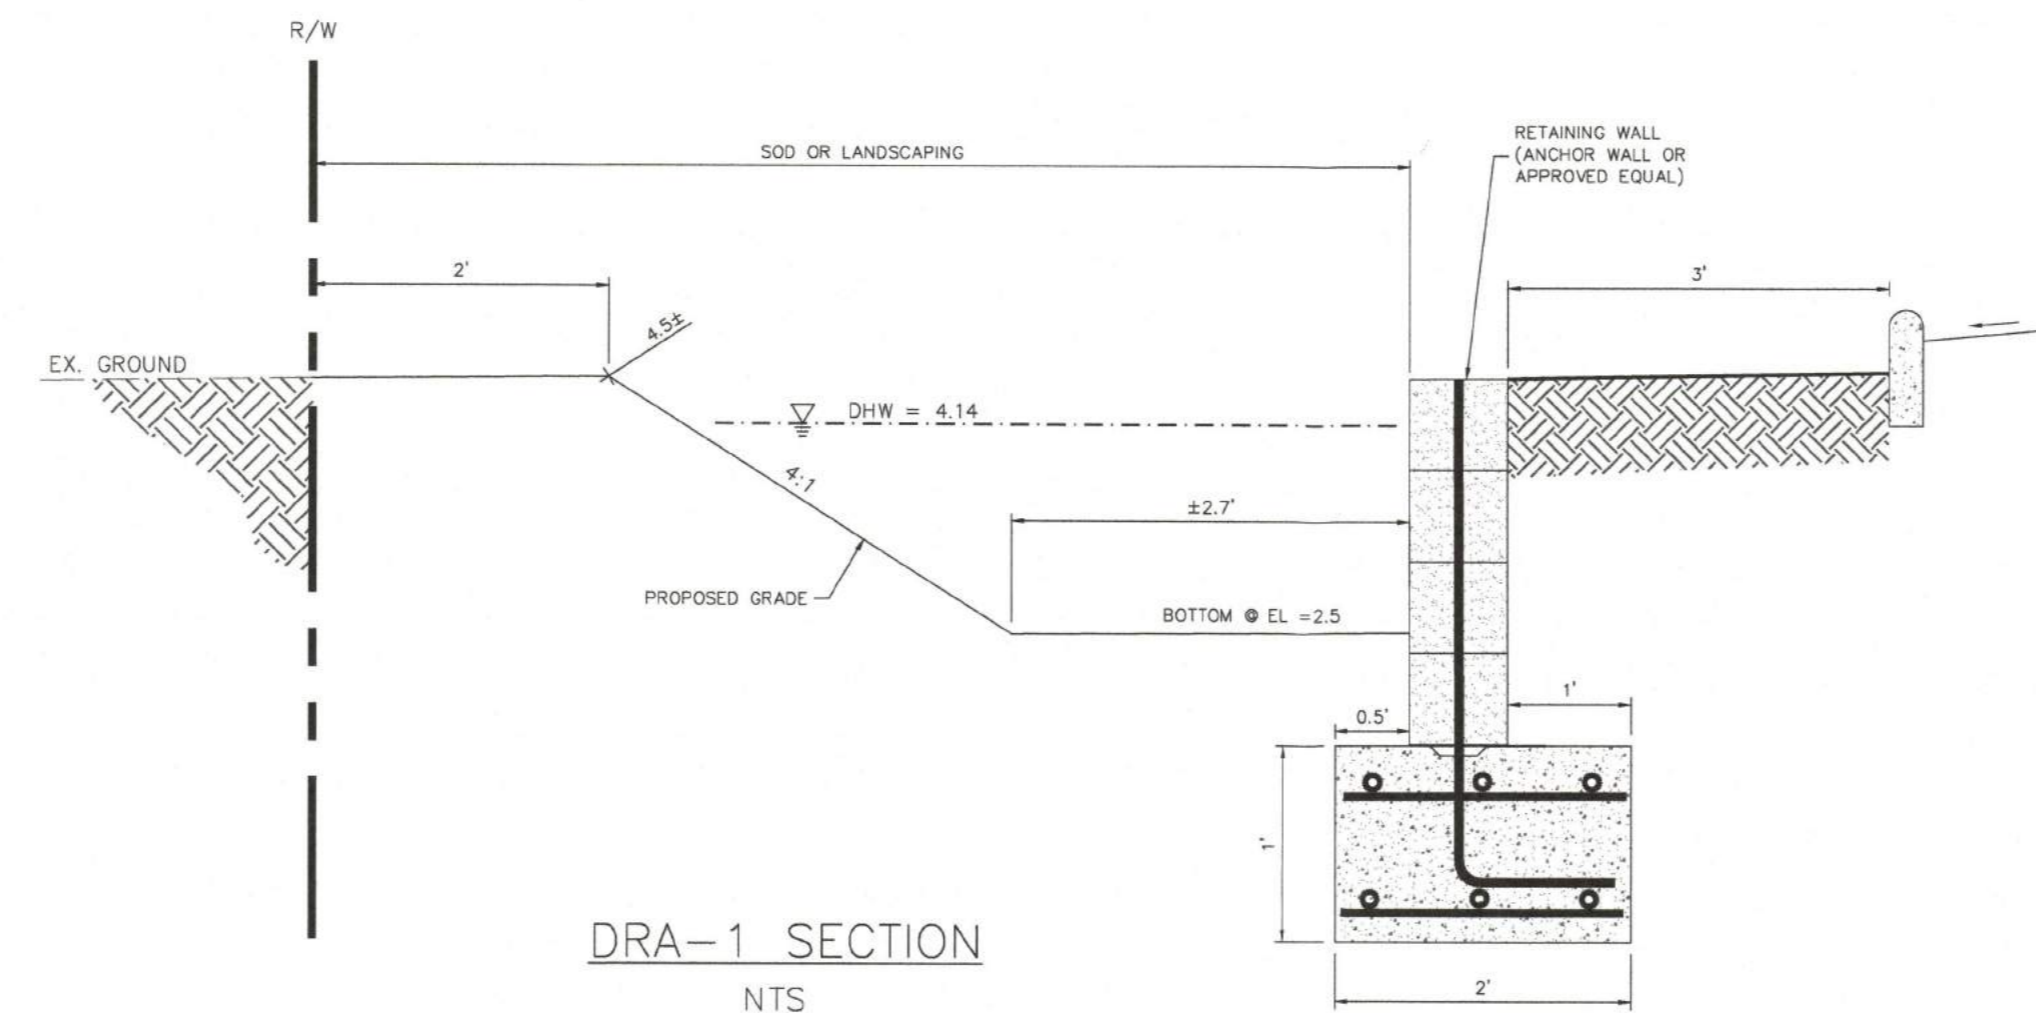 R/W
SOD OR LANDSCAPING
RETAINING WALL
(ANCHOR WALL OR
APPROVED EQUAL)
2'
3'
4.5±
EX. GROUND
DHW = 4.14
4:1
±2.7'
PROPOSED GRADE
BOTTOM @ EL =2.5
1'
0.5'
1'
2'
DRA-1 SECTION
NTS